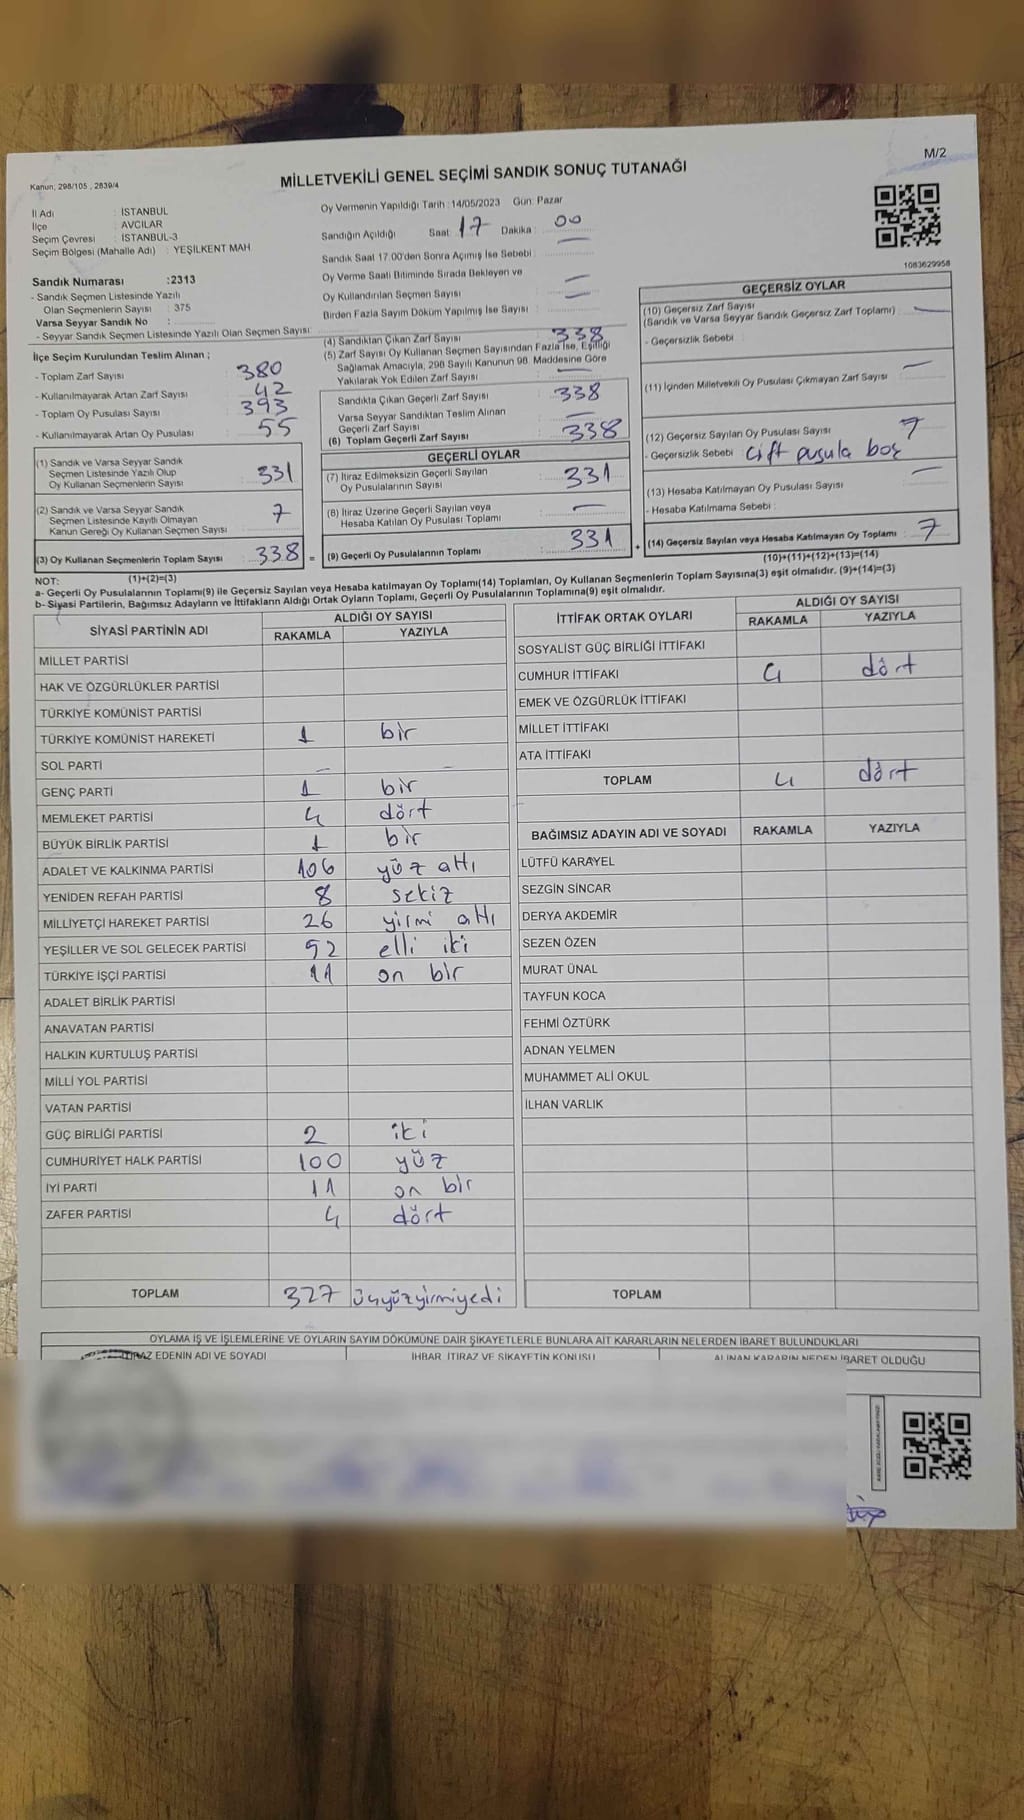 M/2
Kanun, 298/105 , 2839/4
MİLLETVEKİLİ GENEL SEÇİMİ SANDIK SONUÇ TUTANAĞI
İl Adı : İSTANBUL
İlçe : AVCILAR
Seçim Çevresi : İSTANBUL-3
Seçim Bölgesi (Mahalle Adı) : YEŞİLKENT MAH
Oy Vermenin Yapıldığı Tarih :14/05/2023 Gün: Pazar
Sandığın Açıldığı Saat : 17 Dakika : 00
Sandık Saat 17:00'den Sonra Açımış İse Sebebi :
Oy Verme Saati Bitiminde Sırada Bekleyen ve
Oy Kullandırılan Seçmen Sayısı : —
Birden Fazla Sayım Döküm Yapılmış İse Sayısı : —
1083629958
Sandık Numarası :2313
- Sandık Seçmen Listesinde Yazılı
Olan Seçmenlerin Sayısı : 375
Varsa Seyyar Sandık No :
- Seyyar Sandık Seçmen Listesinde Yazılı Olan Seçmen Sayısı:
İlçe Seçim Kurulundan Teslim Alınan ;
- Toplam Zarf Sayısı : 380
- Kullanılmayarak Artan Zarf Sayısı : 42
- Toplam Oy Pusulası Sayısı : 393
- Kullanılmayarak Artan Oy Pusulası : 55
(1) Sandık ve Varsa Seyyar Sandık
Seçmen Listesinde Yazılı Olup
Oy Kullanan Seçmenlerin Sayısı : 331
(2) Sandık ve Varsa Seyyar Sandık
Seçmen Listesinde Kayıtlı Olmayan
Kanun Gereği Oy Kullanan Seçmen Sayısı : 7
(3) Oy Kullanan Seçmenlerin Toplam Sayısı : 338 =
(1)+(2)=(3)
(4) Sandıktan Çıkan Zarf Sayısı : 338
(5) Zarf Sayısı Oy Kullanan Seçmen Sayısından Fazla İse, Eşitliği
Sağlamak Amacıyla, 298 Sayılı Kanunun 98. Maddesine Göre
Yakılarak Yok Edilen Zarf Sayısı : —
Sandıkta Çıkan Geçerli Zarf Sayısı : 338
Varsa Seyyar Sandıktan Teslim Alınan
Geçerli Zarf Sayısı : —
(6) Toplam Geçerli Zarf Sayısı : 338
GEÇERLİ OYLAR
(7) İtiraz Edilmeksizin Geçerli Sayılan
Oy Pusulalarının Sayısı : 331
(8) İtiraz Üzerine Geçerli Sayılan veya
Hesaba Katılan Oy Pusulası Toplamı : —
(9) Geçerli Oy Pusulalarının Toplamı : 331 +
GEÇERSİZ OYLAR
(10) Geçersiz Zarf Sayısı
(Sandık ve Varsa Seyyar Sandık Geçersiz Zarf Toplamı) : —
- Geçersizlik Sebebi :
(11) İçinden Milletvekili Oy Pusulası Çıkmayan Zarf Sayısı : —
(12) Geçersiz Sayılan Oy Pusulası Sayısı : 7
- Geçersizlik Sebebi : Çift pusula boş
(13) Hesaba Katılmayan Oy Pusulası Sayısı : —
- Hesaba Katılmama Sebebi :
(14) Geçersiz Sayılan veya Hesaba Katılmayan Oy Toplamı : 7
(10)+(11)+(12)+(13)=(14)
NOT:
a- Geçerli Oy Pusulalarının Toplamı(9) ile Geçersiz Sayılan veya Hesaba katılmayan Oy Toplamı(14) Toplamları, Oy Kullanan Seçmenlerin Toplam Sayısına(3) eşit olmalıdır. (9)+(14)=(3)
b- Siyasi Partilerin, Bağımsız Adayların ve İttifakların Aldığı Ortak Oyların Toplamı, Geçerli Oy Pusulalarının Toplamına(9) eşit olmalıdır.
SİYASİ PARTİNİN ADI ALDIĞI OY SAYISI
RAKAMLA YAZIYLA
MİLLET PARTİSİ
HAK VE ÖZGÜRLÜKLER PARTİSİ
TÜRKİYE KOMÜNİST PARTİSİ
TÜRKİYE KOMÜNİST HAREKETİ 1 bir
SOL PARTİ — —
GENÇ PARTİ 1 bir
MEMLEKET PARTİSİ 4 dört
BÜYÜK BİRLİK PARTİSİ 1 bir
ADALET VE KALKINMA PARTİSİ 106 yüz altı
YENİDEN REFAH PARTİSİ 8 sekiz
MİLLİYETÇİ HAREKET PARTİSİ 26 yirmi altı
YEŞİLLER VE SOL GELECEK PARTİSİ 52 elli iki
TÜRKİYE İŞÇİ PARTİSİ 11 on bir
ADALET BİRLİK PARTİSİ
ANAVATAN PARTİSİ
HALKIN KURTULUŞ PARTİSİ
MİLLİ YOL PARTİSİ
VATAN PARTİSİ
GÜÇ BİRLİĞİ PARTİSİ 2 iki
CUMHURİYET HALK PARTİSİ 100 yüz
İYİ PARTİ 11 on bir
ZAFER PARTİSİ 4 dört
TOPLAM 327 üçyüzyirmiyedi
İTTİFAK ORTAK OYLARI ALDIĞI OY SAYISI
RAKAMLA YAZIYLA
SOSYALİST GÜÇ BİRLİĞİ İTTİFAKI
CUMHUR İTTİFAKI 4 dört
EMEK VE ÖZGÜRLÜK İTTİFAKI
MİLLET İTTİFAKI
ATA İTTİFAKI
TOPLAM 4 dört
BAĞIMSIZ ADAYIN ADI VE SOYADI RAKAMLA YAZIYLA
LÜTFÜ KARAYEL
SEZGİN SİNCAR
DERYA AKDEMİR
SEZEN ÖZEN
MURAT ÜNAL
TAYFUN KOCA
FEHMİ ÖZTÜRK
ADNAN YELMEN
MUHAMMET ALİ OKUL
İLHAN VARLIK
TOPLAM
OYLAMA İŞ VE İŞLEMLERİNE VE OYLARIN SAYIM DÖKÜMÜNE DAİR ŞİKAYETLERLE BUNLARA AİT KARARLARIN NELERDEN İBARET BULUNDUKLARI
İTİRAZ EDENİN ADI VE SOYADI İHBAR, İTİRAZ VE ŞİKAYETİN KONUSU ALINAN KARARIN NEDEN İBARET OLDUĞU